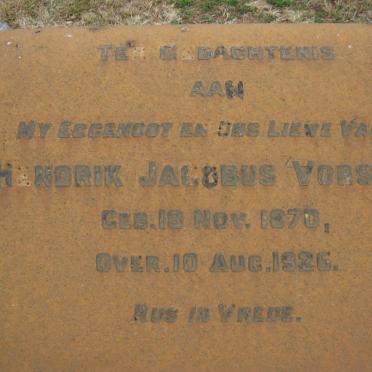 TER GEDACHTENIS
AAN
MY EGGENOOT EN ONS LIEWE VA
HENDRIK JACOBUS VORS
GEB. 18 NOV. 1870,
OVER. 10 AUG. 1926.
RUS IN VREDE.